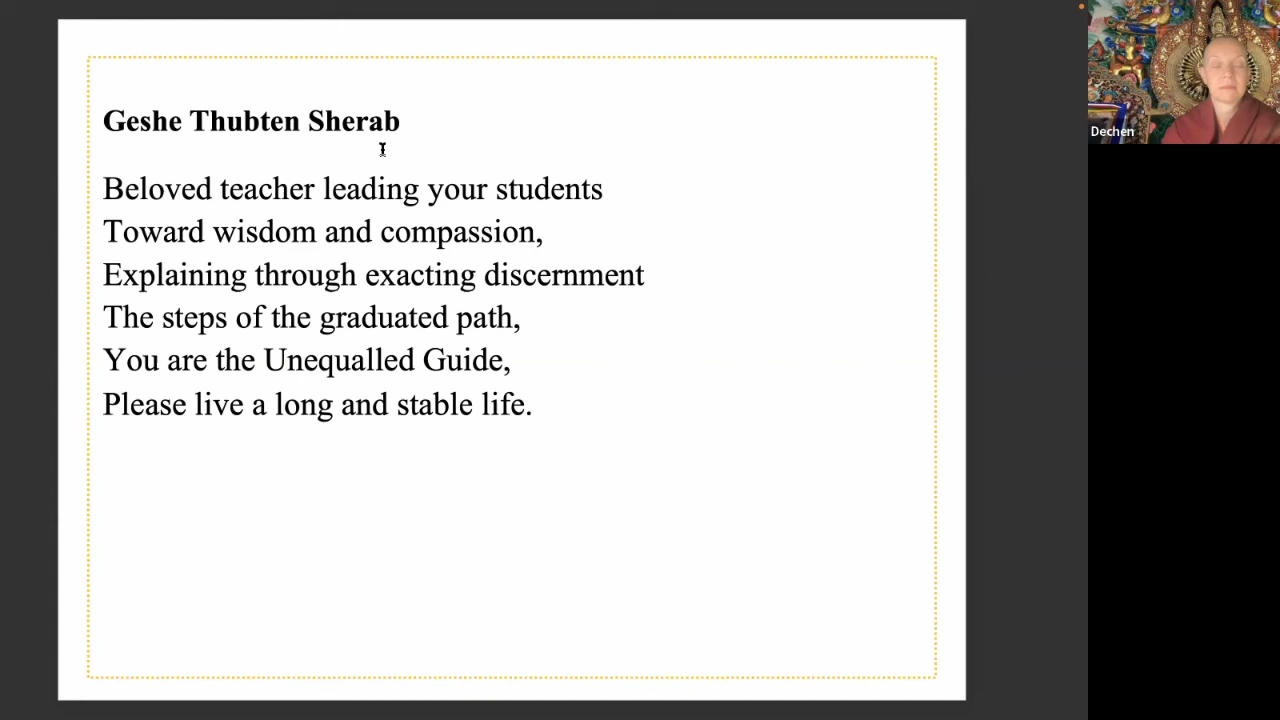 Geshe Thubten Sherab
Beloved teacher leading your students
Toward wisdom and compassion,
Explaining through exacting discernment
The steps of the graduated path,
You are the Unequalled Guide,
Please live a long and stable life.
Dechen